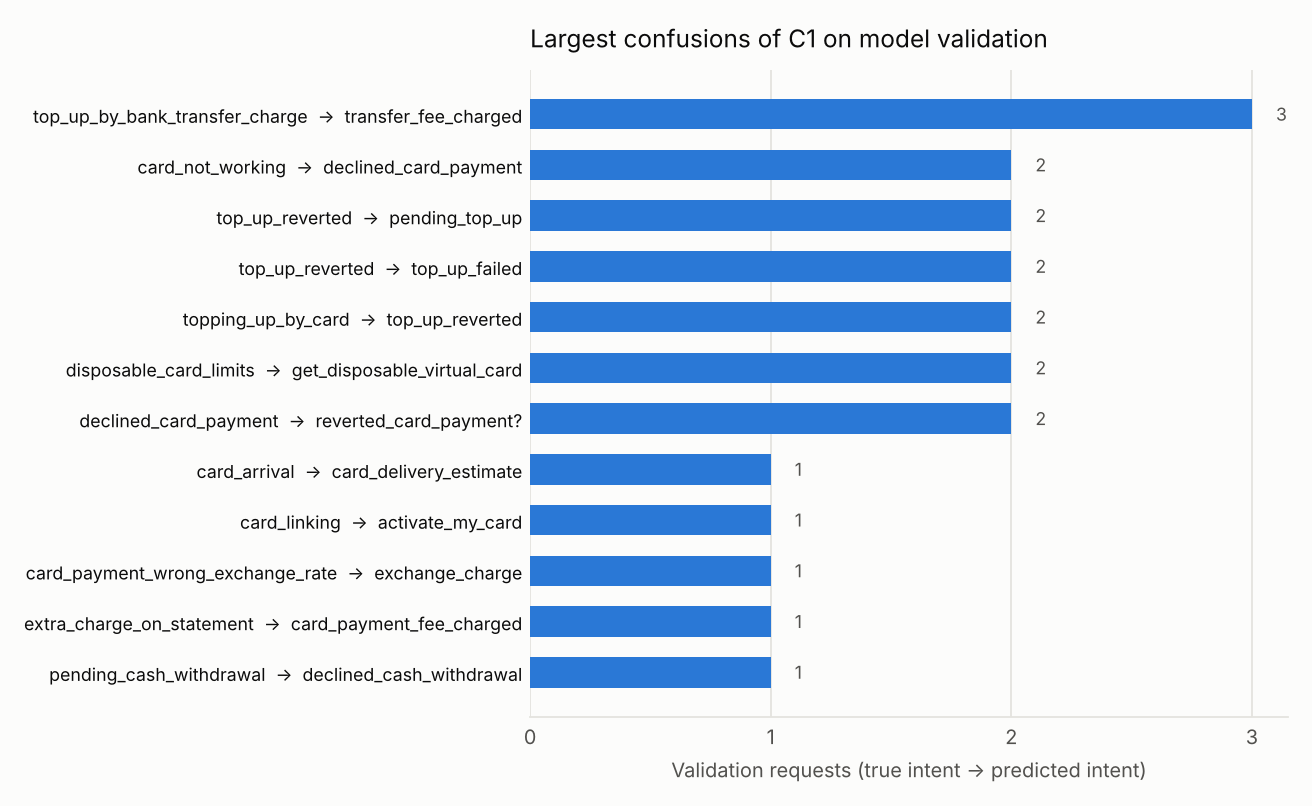 Largest confusions of C1 on model validation
top_up_by_bank_transfer_charge → transfer_fee_charged 3
card_not_working → declined_card_payment 2
top_up_reverted → pending_top_up 2
top_up_reverted → top_up_failed 2
topping_up_by_card → top_up_reverted 2
disposable_card_limits → get_disposable_virtual_card 2
declined_card_payment → reverted_card_payment? 2
card_arrival → card_delivery_estimate 1
card_linking → activate_my_card 1
card_payment_wrong_exchange_rate → exchange_charge 1
extra_charge_on_statement → card_payment_fee_charged 1
pending_cash_withdrawal → declined_cash_withdrawal 1
0 1 2 3
Validation requests (true intent → predicted intent)